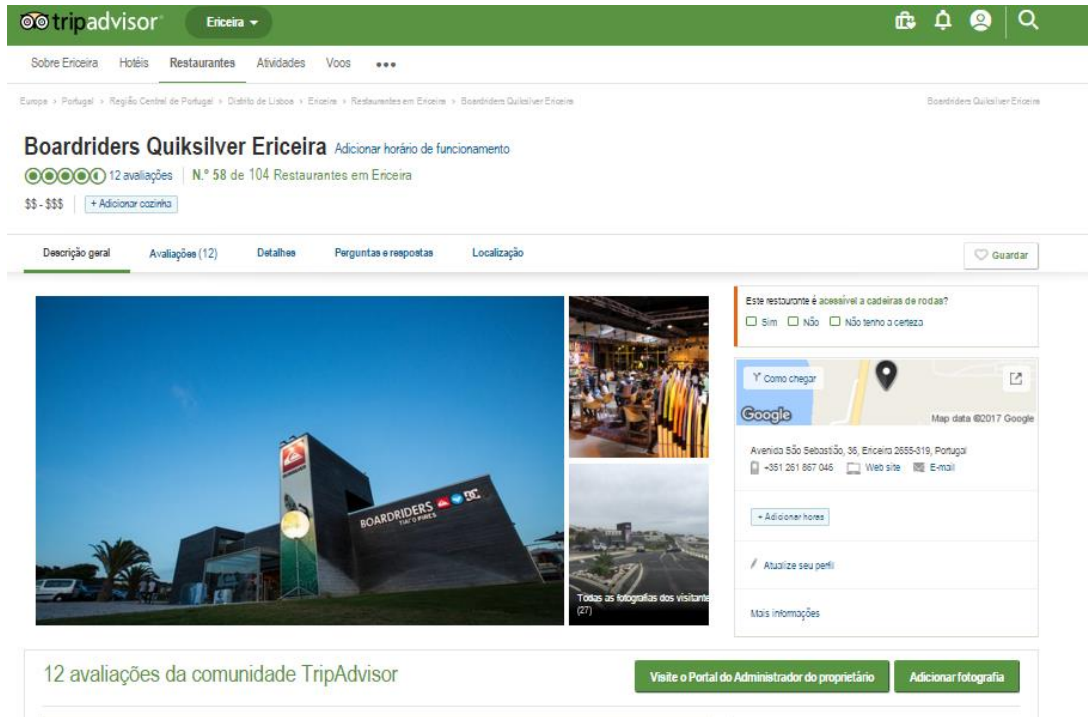 tripadvisor Ericeira
Sobre Ericeira Hotéis Restaurantes Atividades Voos
Europa > Portugal > Região Central de Portugal > Distrito de Lisboa > Ericeira > Restaurantes em Ericeira > Boardriders Quiksilver Ericeira Boardriders Quiksilver Ericeira
Boardriders Quiksilver Ericeira Adicionar horário de funcionamento
12 avaliações N.º 58 de 104 Restaurantes em Ericeira
$$ - $$$ + Adicionar cozinha
Descrição geral Avaliações (12) Detalhes Perguntas e respostas Localização Guardar
QUIKSILVER
BOARDRIDERS DC
TIAGO PIRES
Todas as fotografias dos visitante
(27)
Este restaurante é acessível a cadeiras de rodas?
Sim Não Não tenho a certeza
Como chegar
Google Map data ©2017 Google
Avenida São Sebastião, 36, Ericeira 2655-319, Portugal
+351 261 867 046 Web site E-mail
+ Adicionar horas
Atualize seu perfil
Mais informações
12 avaliações da comunidade TripAdvisor Visite o Portal do Administrador do proprietário Adicionar fotografia